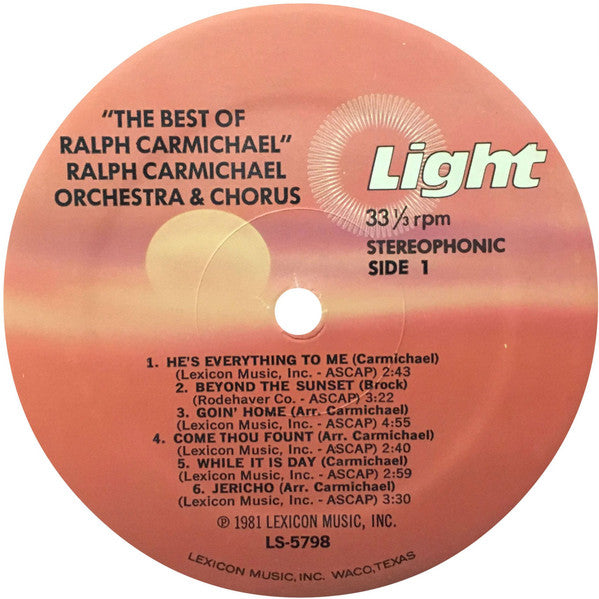 "THE BEST OF
RALPH CARMICHAEL"
RALPH CARMICHAEL
ORCHESTRA & CHORUS
Light
33 ⅓ rpm
STEREOPHONIC
SIDE 1
1. HE'S EVERYTHING TO ME (Carmichael)
(Lexicon Music, Inc. - ASCAP) 2:43
2. BEYOND THE SUNSET (Brock)
(Rodehaver Co. - ASCAP) 3:22
3. GOIN' HOME (Arr. Carmichael)
(Lexicon Music, Inc. - ASCAP) 4:55
4. COME THOU FOUNT (Arr. Carmichael)
(Lexicon Music, Inc. - ASCAP) 2:40
5. WHILE IT IS DAY (Carmichael)
(Lexicon Music, Inc. - ASCAP) 2:59
6. JERICHO (Arr. Carmichael)
(Lexicon Music, Inc. - ASCAP) 3:30
℗ 1981 LEXICON MUSIC, INC.
LS-5798
LEXICON MUSIC, INC. WACO, TEXAS